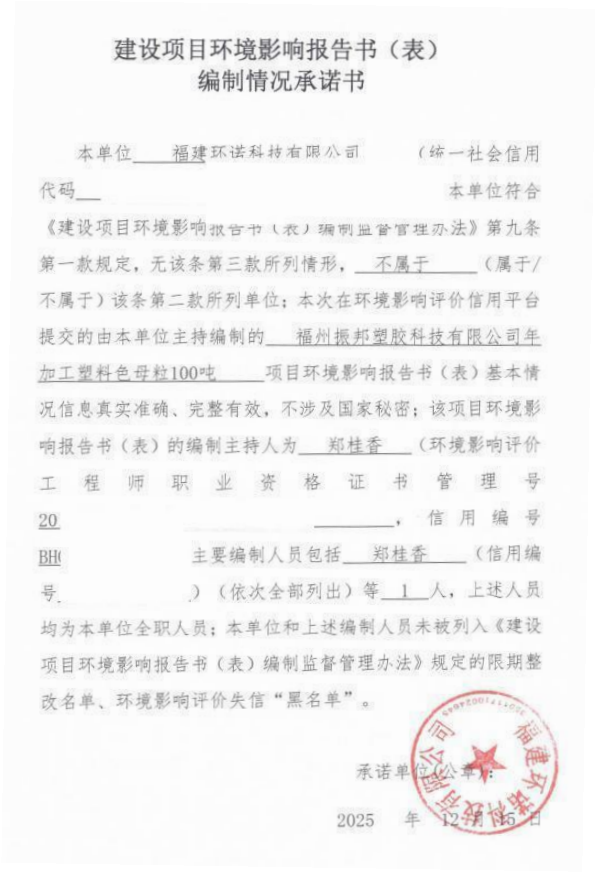 建设项目环境影响报告书（表）
编制情况承诺书
本单位 福建环诺科技有限公司 （统一社会信用
代码 本单位符合
《建设项目环境影响报告书（表）编制监督管理办法》第九条
第一款规定，无该条第三款所列情形， 不属于 （属于/
不属于）该条第二款所列单位；本次在环境影响评价信用平台
提交的由本单位主持编制的 福州振邦塑胶科技有限公司年
加工塑料色母粒100吨 项目环境影响报告书（表）基本情
况信息真实准确、完整有效，不涉及国家秘密；该项目环境影
响报告书（表）的编制主持人为 郑桂香 （环境影响评价
工程师职业资格证书管理号
20 ，信用编号
BH 主要编制人员包括 郑桂香 （信用编
号 ）（依次全部列出）等 1 人，上述人员
均为本单位全职人员；本单位和上述编制人员未被列入《建设
项目环境影响报告书（表）编制监督管理办法》规定的限期整
改名单、环境影响评价失信“黑名单”。
福建环诺科技有限公司
承诺单位(公章)：
2025 年 12 月 15 日